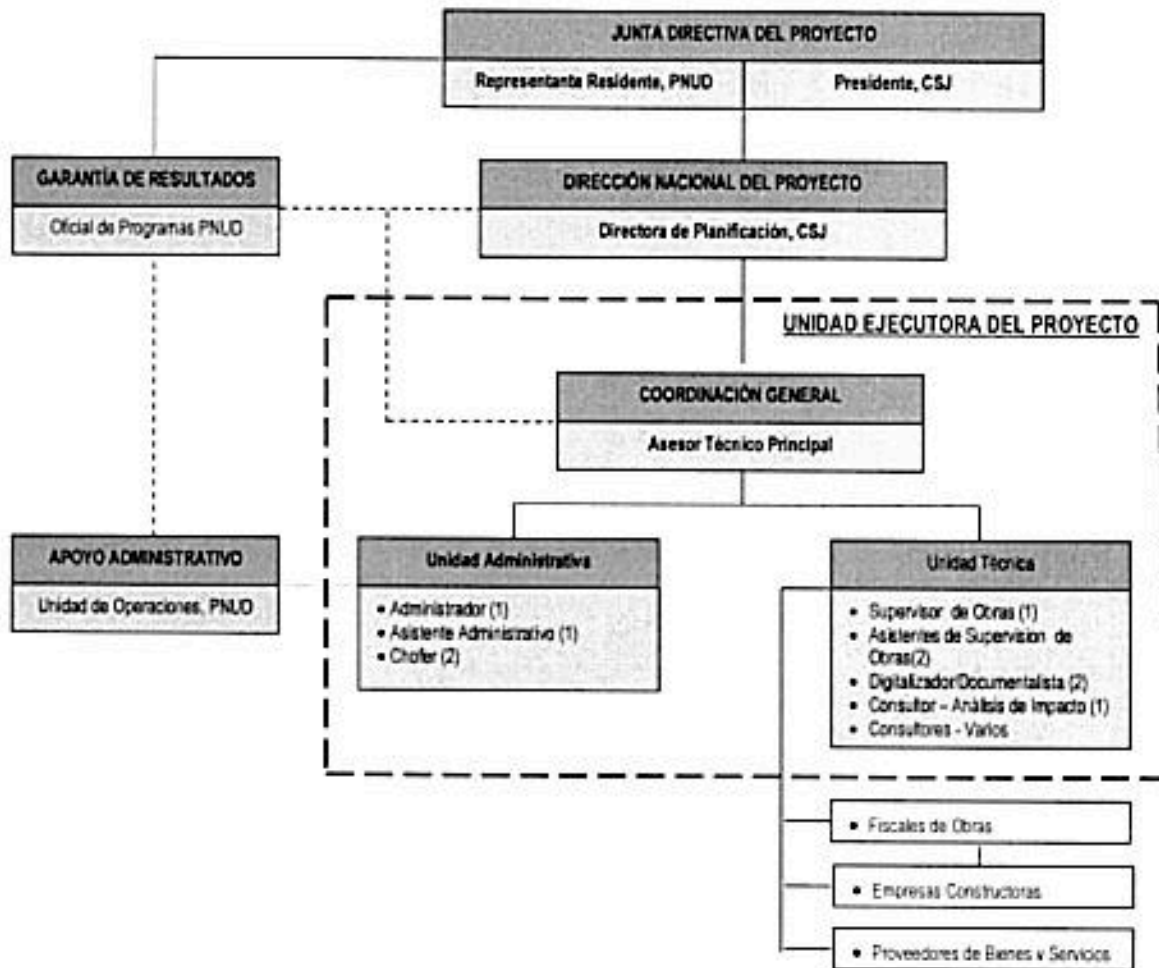 JUNTA DIRECTIVA DEL PROYECTO
Representante Residente, PNUD
Presidente, CSJ
GARANTÍA DE RESULTADOS
Oficial de Programas PNUD
DIRECCIÓN NACIONAL DEL PROYECTO
Directora de Planificación, CSJ
UNIDAD EJECUTORA DEL PROYECTO
COORDINACIÓN GENERAL
Asesor Técnico Principal
APOYO ADMINISTRATIVO
Unidad de Operaciones, PNUD
Unidad Administrativa
• Administrador (1)
• Asistente Administrativo (1)
• Chofer (2)
Unidad Técnica
• Supervisor de Obras (1)
• Asistentes de Supervision de
Obras(2)
• Digitalizador/Documentalista (2)
• Consultor – Análisis de Impacto (1)
• Consultores - Varios
• Fiscales de Obras
• Empresas Constructoras
• Proveedores de Bienes y Servicios